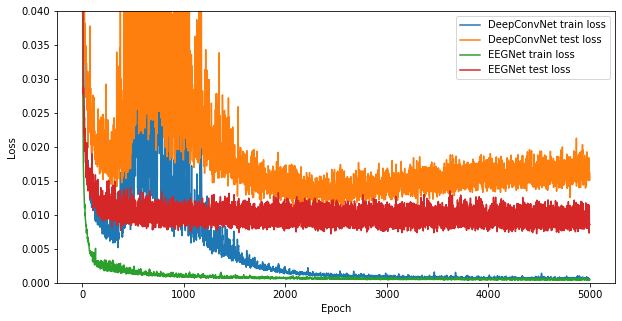 0.040
0.035
0.030
0.025
0.020
0.015
0.010
0.005
0.000
Loss
0
1000
2000
3000
4000
5000
Epoch
DeepConvNet train loss
DeepConvNet test loss
EEGNet train loss
EEGNet test loss